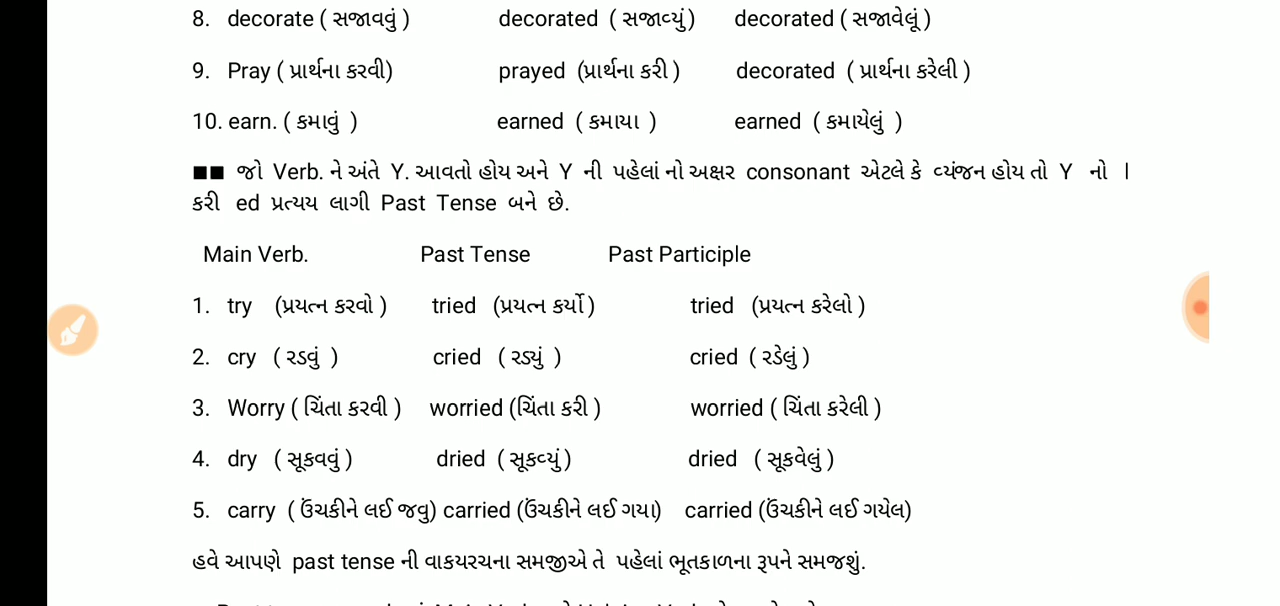 8. decorate ( સજાવવું ) decorated ( સજાવ્યું ) decorated ( સજાવેલૂં )
9. Pray ( પ્રાર્થના કરવી) prayed (પ્રાર્થના કરી ) decorated ( પ્રાર્થના કરેલી )
10. earn. ( કમાવું ) earned ( કમાયા ) earned ( કમાયેલું )
■■ જો Verb. ને અંતે Y. આવતો હોય અને Y ની પહેલાં નો અક્ષર consonant એટલે કે વ્યંજન હોય તો Y નો I
કરી ed પ્રત્યય લાગી Past Tense બને છે.
Main Verb. Past Tense Past Participle
1. try (પ્રયત્ન કરવો ) tried (પ્રયત્ન કર્યો ) tried (પ્રયત્ન કરેલો )
2. cry ( રડવું ) cried ( રડ્યું ) cried ( રડેલું )
3. Worry ( ચિંતા કરવી ) worried (ચિંતા કરી ) worried ( ચિંતા કરેલી )
4. dry ( સૂકવવું ) dried ( સૂકવ્યું ) dried ( સૂકવેલું )
5. carry ( ઉંચકીને લઈ જવુ) carried (ઉંચકીને લઈ ગયા) carried (ઉંચકીને લઈ ગયેલ)
હવે આપણે past tense ની વાકયરચના સમજીએ તે પહેલાં ભૂતકાળના રૂપને સમજશું.